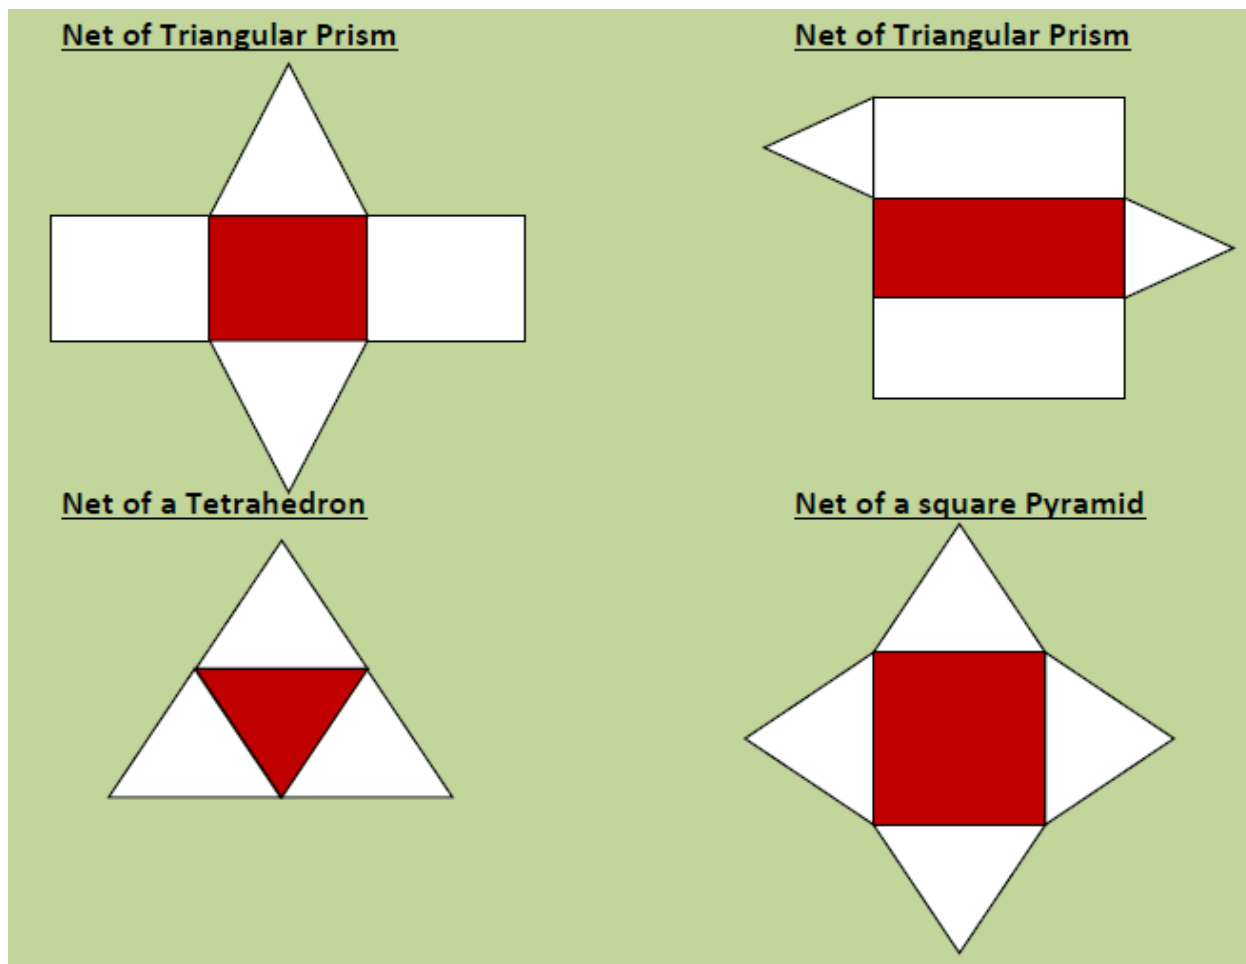 Net of Triangular Prism
Net of Triangular Prism
Net of a Tetrahedron
Net of a square Pyramid